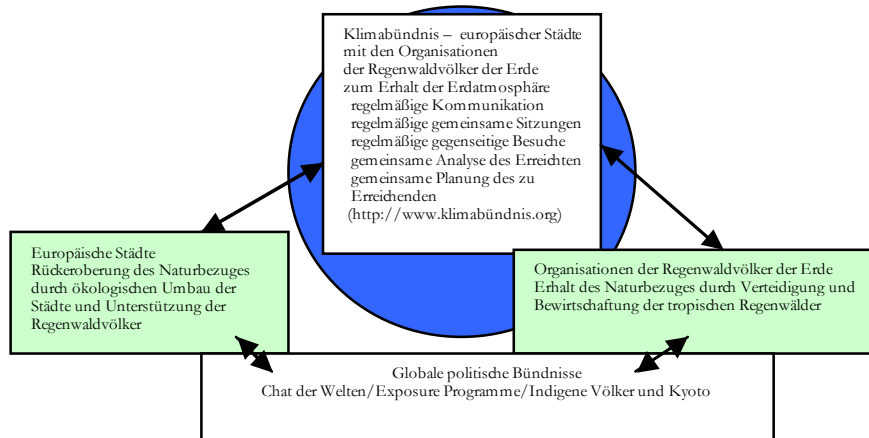 Klimabündnis – europäischer Städte
mit den Organisationen
der Regenwaldvölker der Erde
zum Erhalt der Erdatmosphäre
regelmäßige Kommunikation
regelmäßige gemeinsame Sitzungen
regelmäßige gegenseitige Besuche
gemeinsame Analyse des Erreichten
gemeinsame Planung des zu
Erreichenden
(http://www.klimabündnis.org)
Europäische Städte
Rückeroberung des Naturbezuges
durch ökologischen Umbau der
Städte und Unterstützung der
Regenwaldvölker
Organisationen der Regenwaldvölker der Erde
Erhalt des Naturbezuges durch Verteidigung und
Bewirtschaftung der tropischen Regenwälder
Globale politische Bündnisse
Chat der Welten/Exposure Programme/Indigene Völker und Kyoto